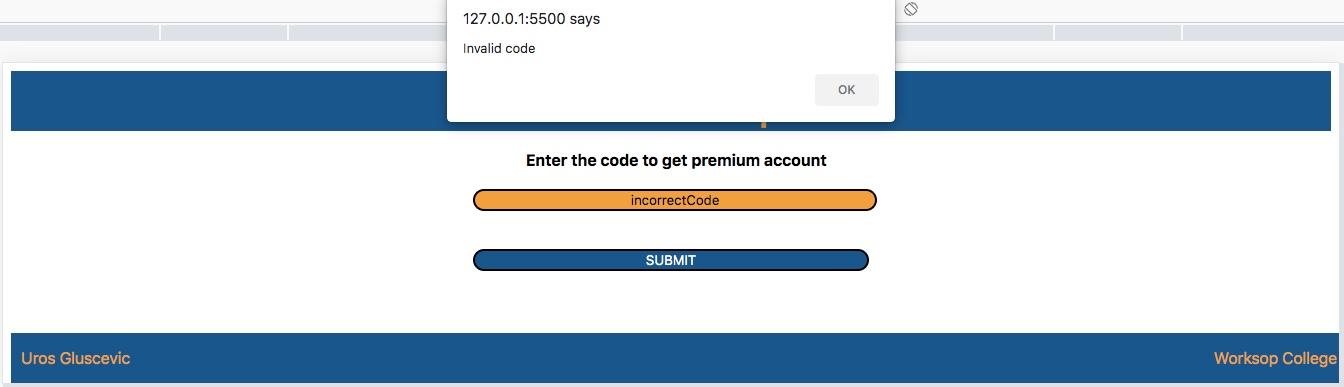 127.0.0.1:5500 says
Invalid code
OK
Enter the code to get premium account
incorrectCode
SUBMIT
Uros Gluscevic
Worksop College